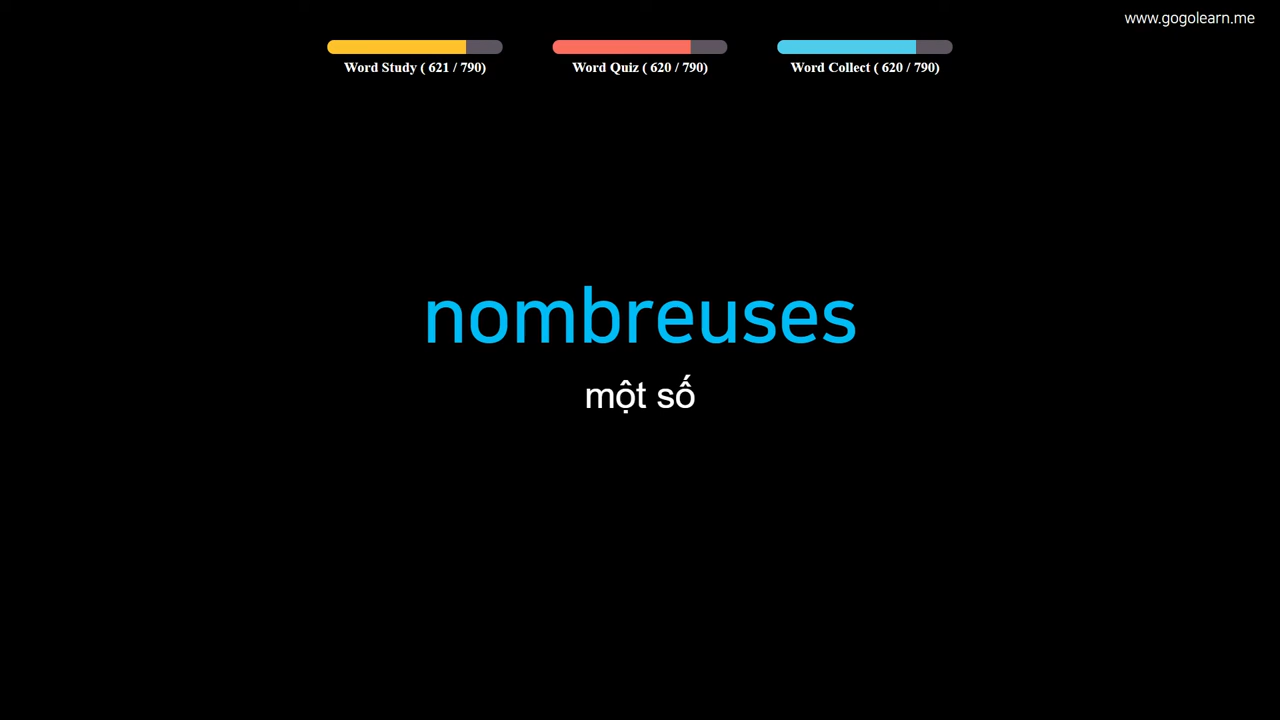 www.gogolearn.me
Word Study ( 621 / 790)
Word Quiz ( 620 / 790)
Word Collect ( 620 / 790)
nombreuses
một số